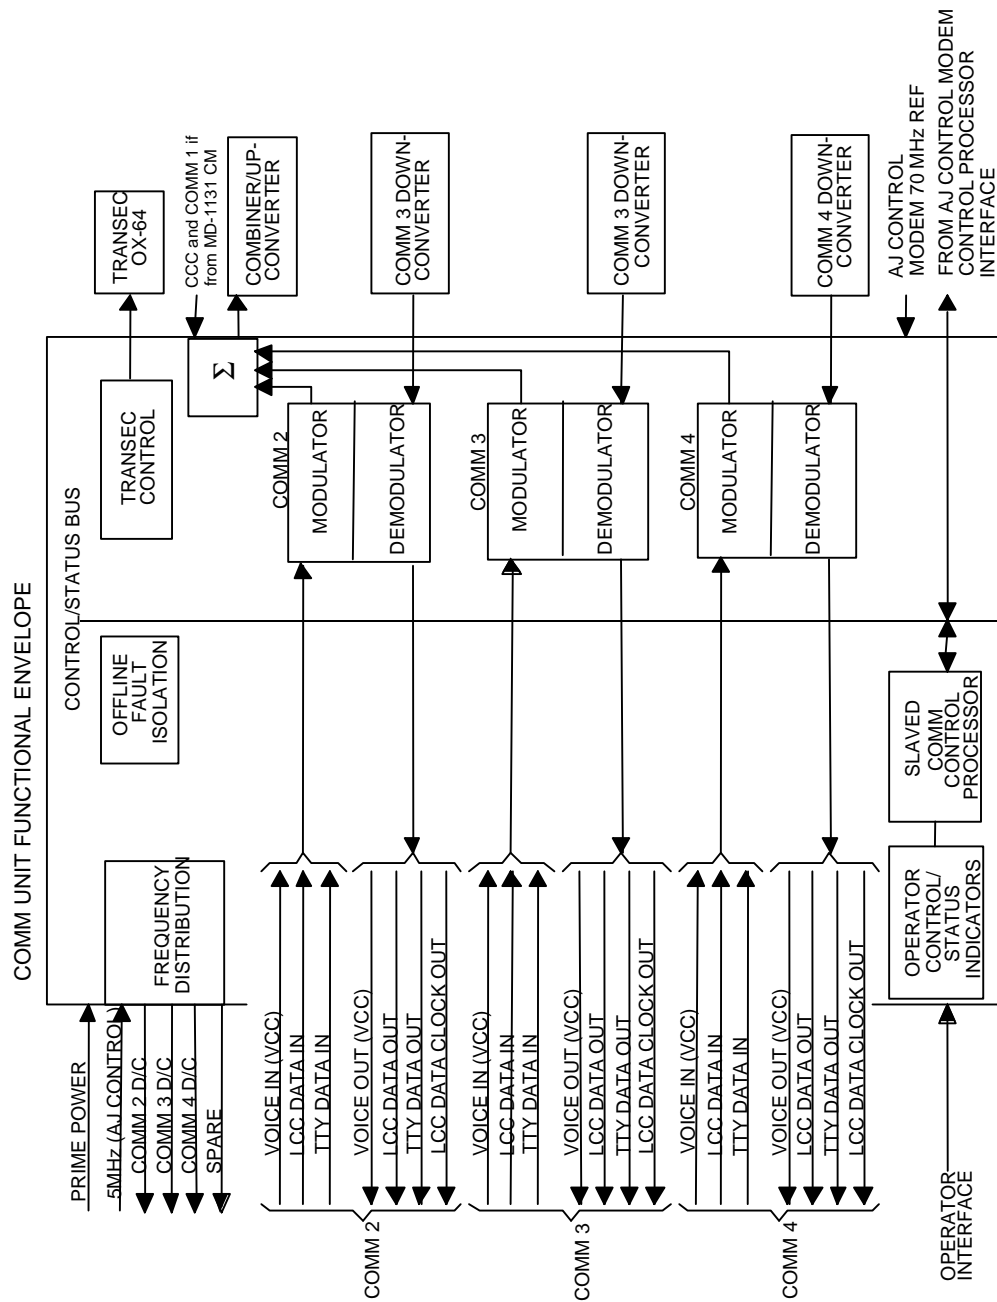 COMM UNIT FUNCTIONAL ENVELOPE
CONTROL/STATUS BUS
PRIME POWER
5MHz (AJ CONTROL)
COMM 2 D/C
COMM 3 D/C
COMM 4 D/C
SPARE
FREQUENCY
DISTRIBUTION
OFFLINE
FAULT
ISOLATION
TRANSEC
CONTROL
TRANSEC
OX-64
CCC and COMM 1 if
from MD-1131 CM
Σ
COMBINER/UP-
CONVERTER
COMM 2
VOICE IN (VCC)
LCC DATA IN
TTY DATA IN
VOICE OUT (VCC)
LCC DATA OUT
TTY DATA OUT
LCC DATA CLOCK OUT
COMM 2
MODULATOR
DEMODULATOR
COMM 3 DOWN-
CONVERTER
COMM 3
VOICE IN (VCC)
LCC DATA IN
TTY DATA IN
VOICE OUT (VCC)
LCC DATA OUT
TTY DATA OUT
LCC DATA CLOCK OUT
COMM 3
MODULATOR
DEMODULATOR
COMM 3 DOWN-
CONVERTER
COMM 4
VOICE IN (VCC)
LCC DATA IN
TTY DATA IN
VOICE OUT (VCC)
LCC DATA OUT
TTY DATA OUT
LCC DATA CLOCK OUT
COMM 4
MODULATOR
DEMODULATOR
COMM 4 DOWN-
CONVERTER
OPERATOR
INTERFACE
OPERATOR
CONTROL/
STATUS
INDICATORS
SLAVED
COMM
CONTROL
PROCESSOR
AJ CONTROL
MODEM 70 MHz REF
FROM AJ CONTROL MODEM
CONTROL PROCESSOR
INTERFACE